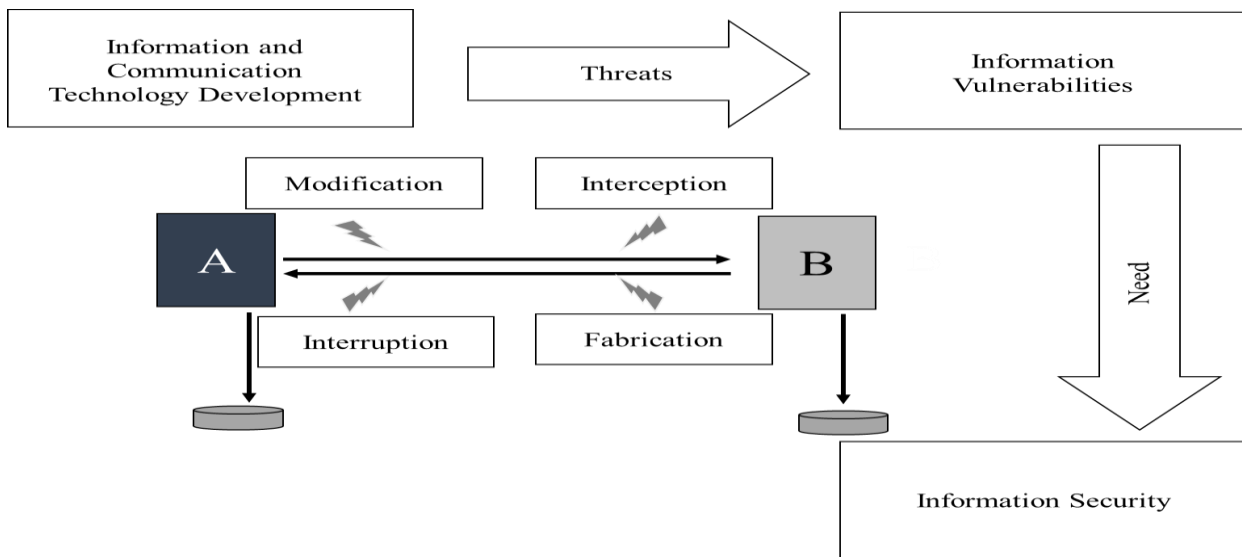 Information and
Communication
Technology Development
Threats
Information
Vulnerabilities
Modification
Interception
A
B
Need
Interruption
Fabrication
Information Security